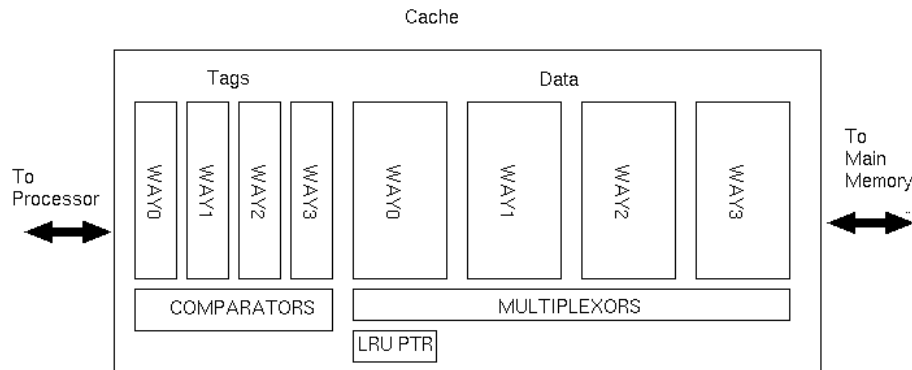 Cache
Tags
Data
WAY0
WAY1
WAY2
WAY3
WAY0
WAY1
WAY2
WAY3
To
Processor
To
Main
Memory
COMPARATORS
MULTIPLEXORS
LRU PTR